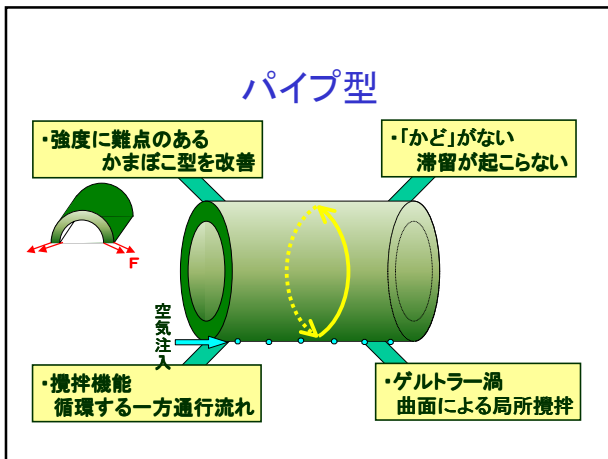 パイプ型
・強度に難点のある
かまぼこ型を改善
・「かど」がない
滞留が起こらない
F
空気注入
・攪拌機能
循環する一方通行流れ
・ゲルトラー渦
曲面による局所攪拌